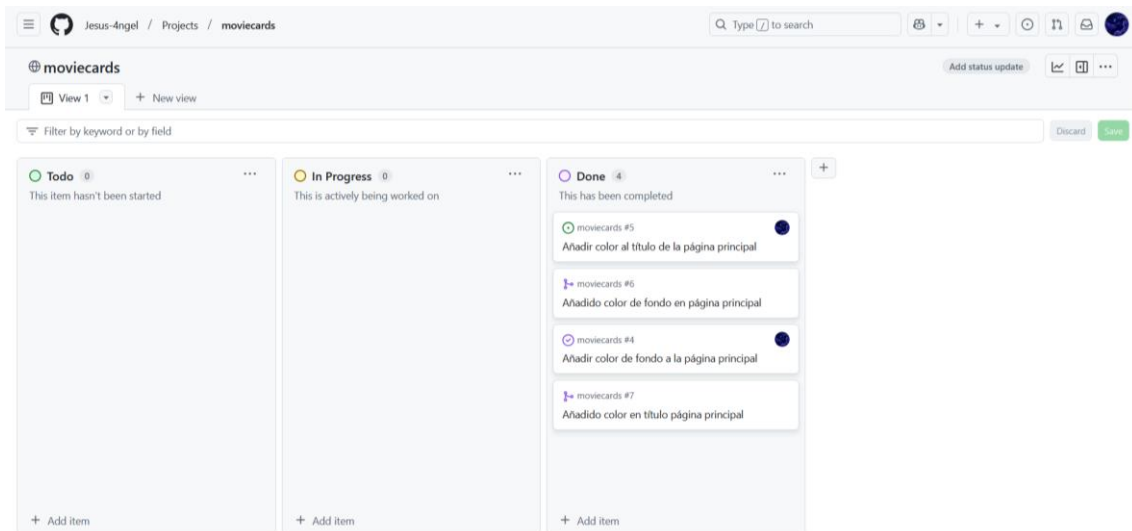 Jesus-4ngel / Projects / moviecards
Type / to search
moviecards
Add status update
View 1
+ New view
Filter by keyword or by field
Discard
Save
Todo 0
This item hasn't been started
+ Add item
In Progress 0
This is actively being worked on
+ Add item
Done 4
This has been completed
moviecards #5
Añadir color al título de la página principal
moviecards #6
Añadido color de fondo en página principal
moviecards #4
Añadir color de fondo a la página principal
moviecards #7
Añadido color en título página principal
+ Add item